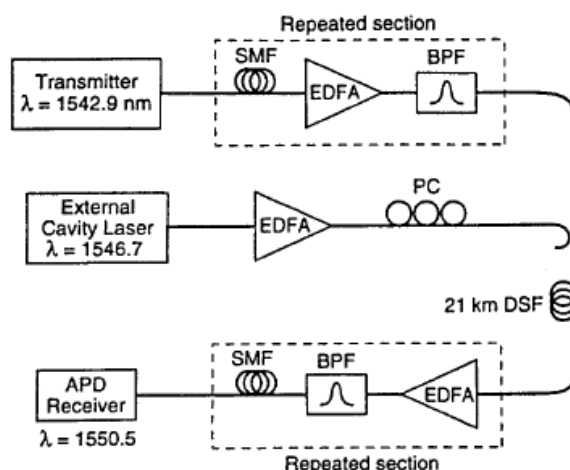 Repeated section
SMF
BPF
EDFA
Transmitter
λ = 1542.9 nm
PC
External
Cavity Laser
λ = 1546.7
EDFA
21 km DSF
SMF
BPF
APD
Receiver
EDFA
λ = 1550.5
Repeated section